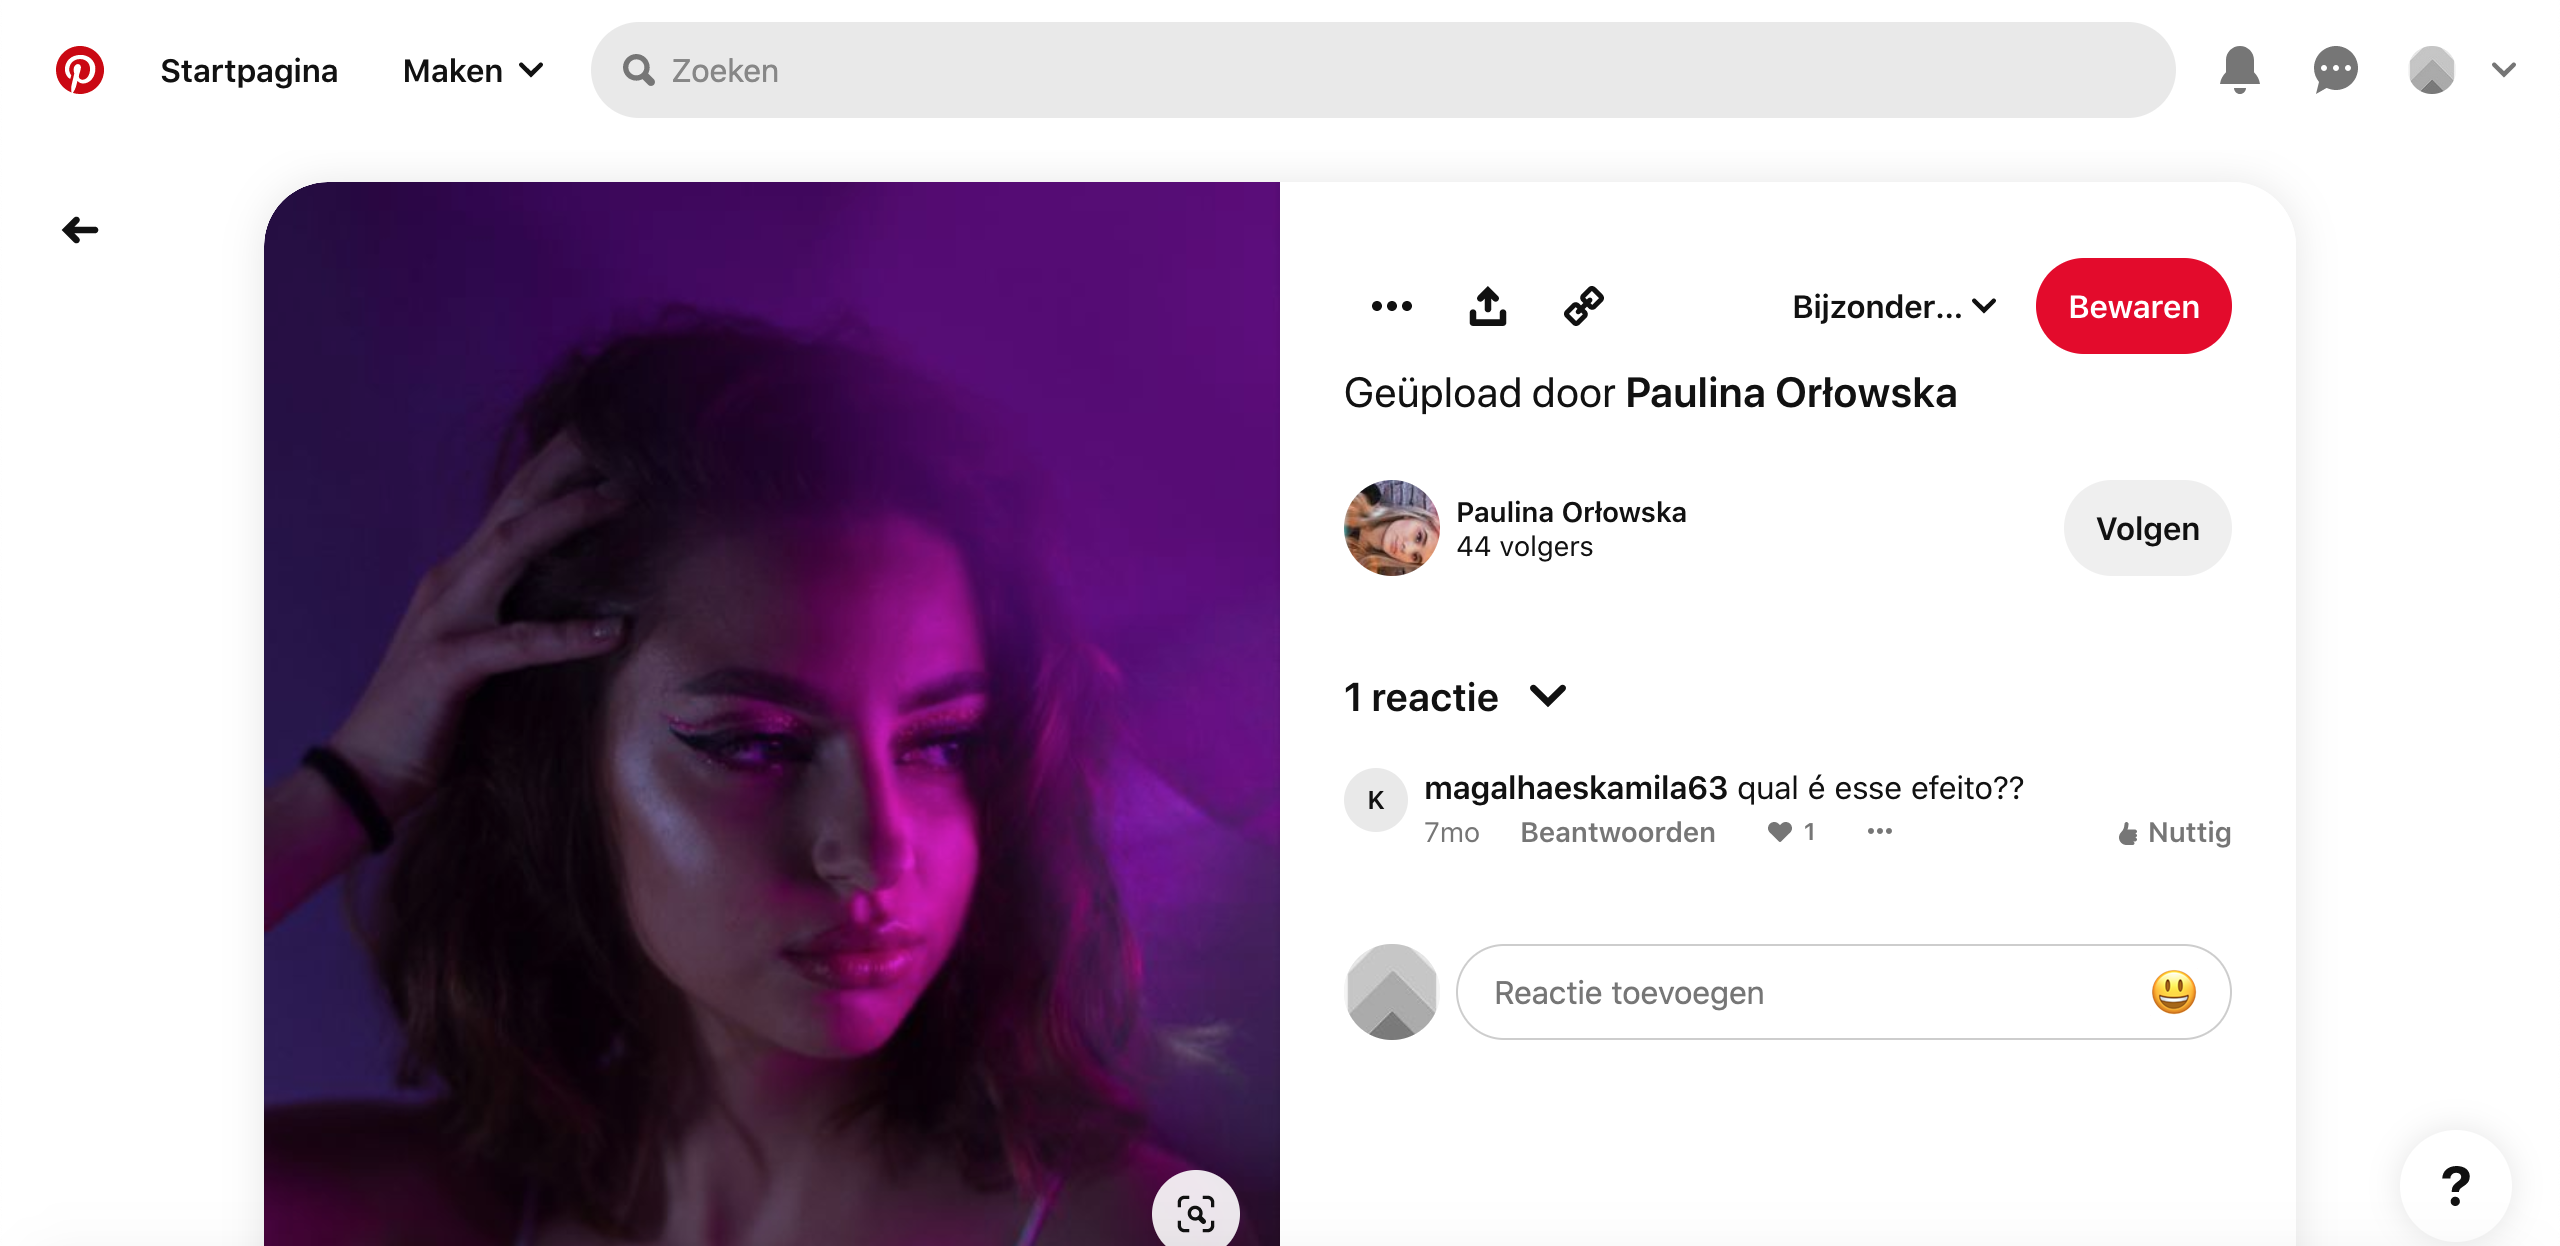 Startpagina
Maken
Zoeken
Bijzonder...
Bewaren
Geüpload door Paulina Orłowska
Paulina Orłowska
44 volgers
Volgen
1 reactie
K
magalhaeskamila63 qual é esse efeito??
7mo Beantwoorden 1 Nuttig
Reactie toevoegen
?